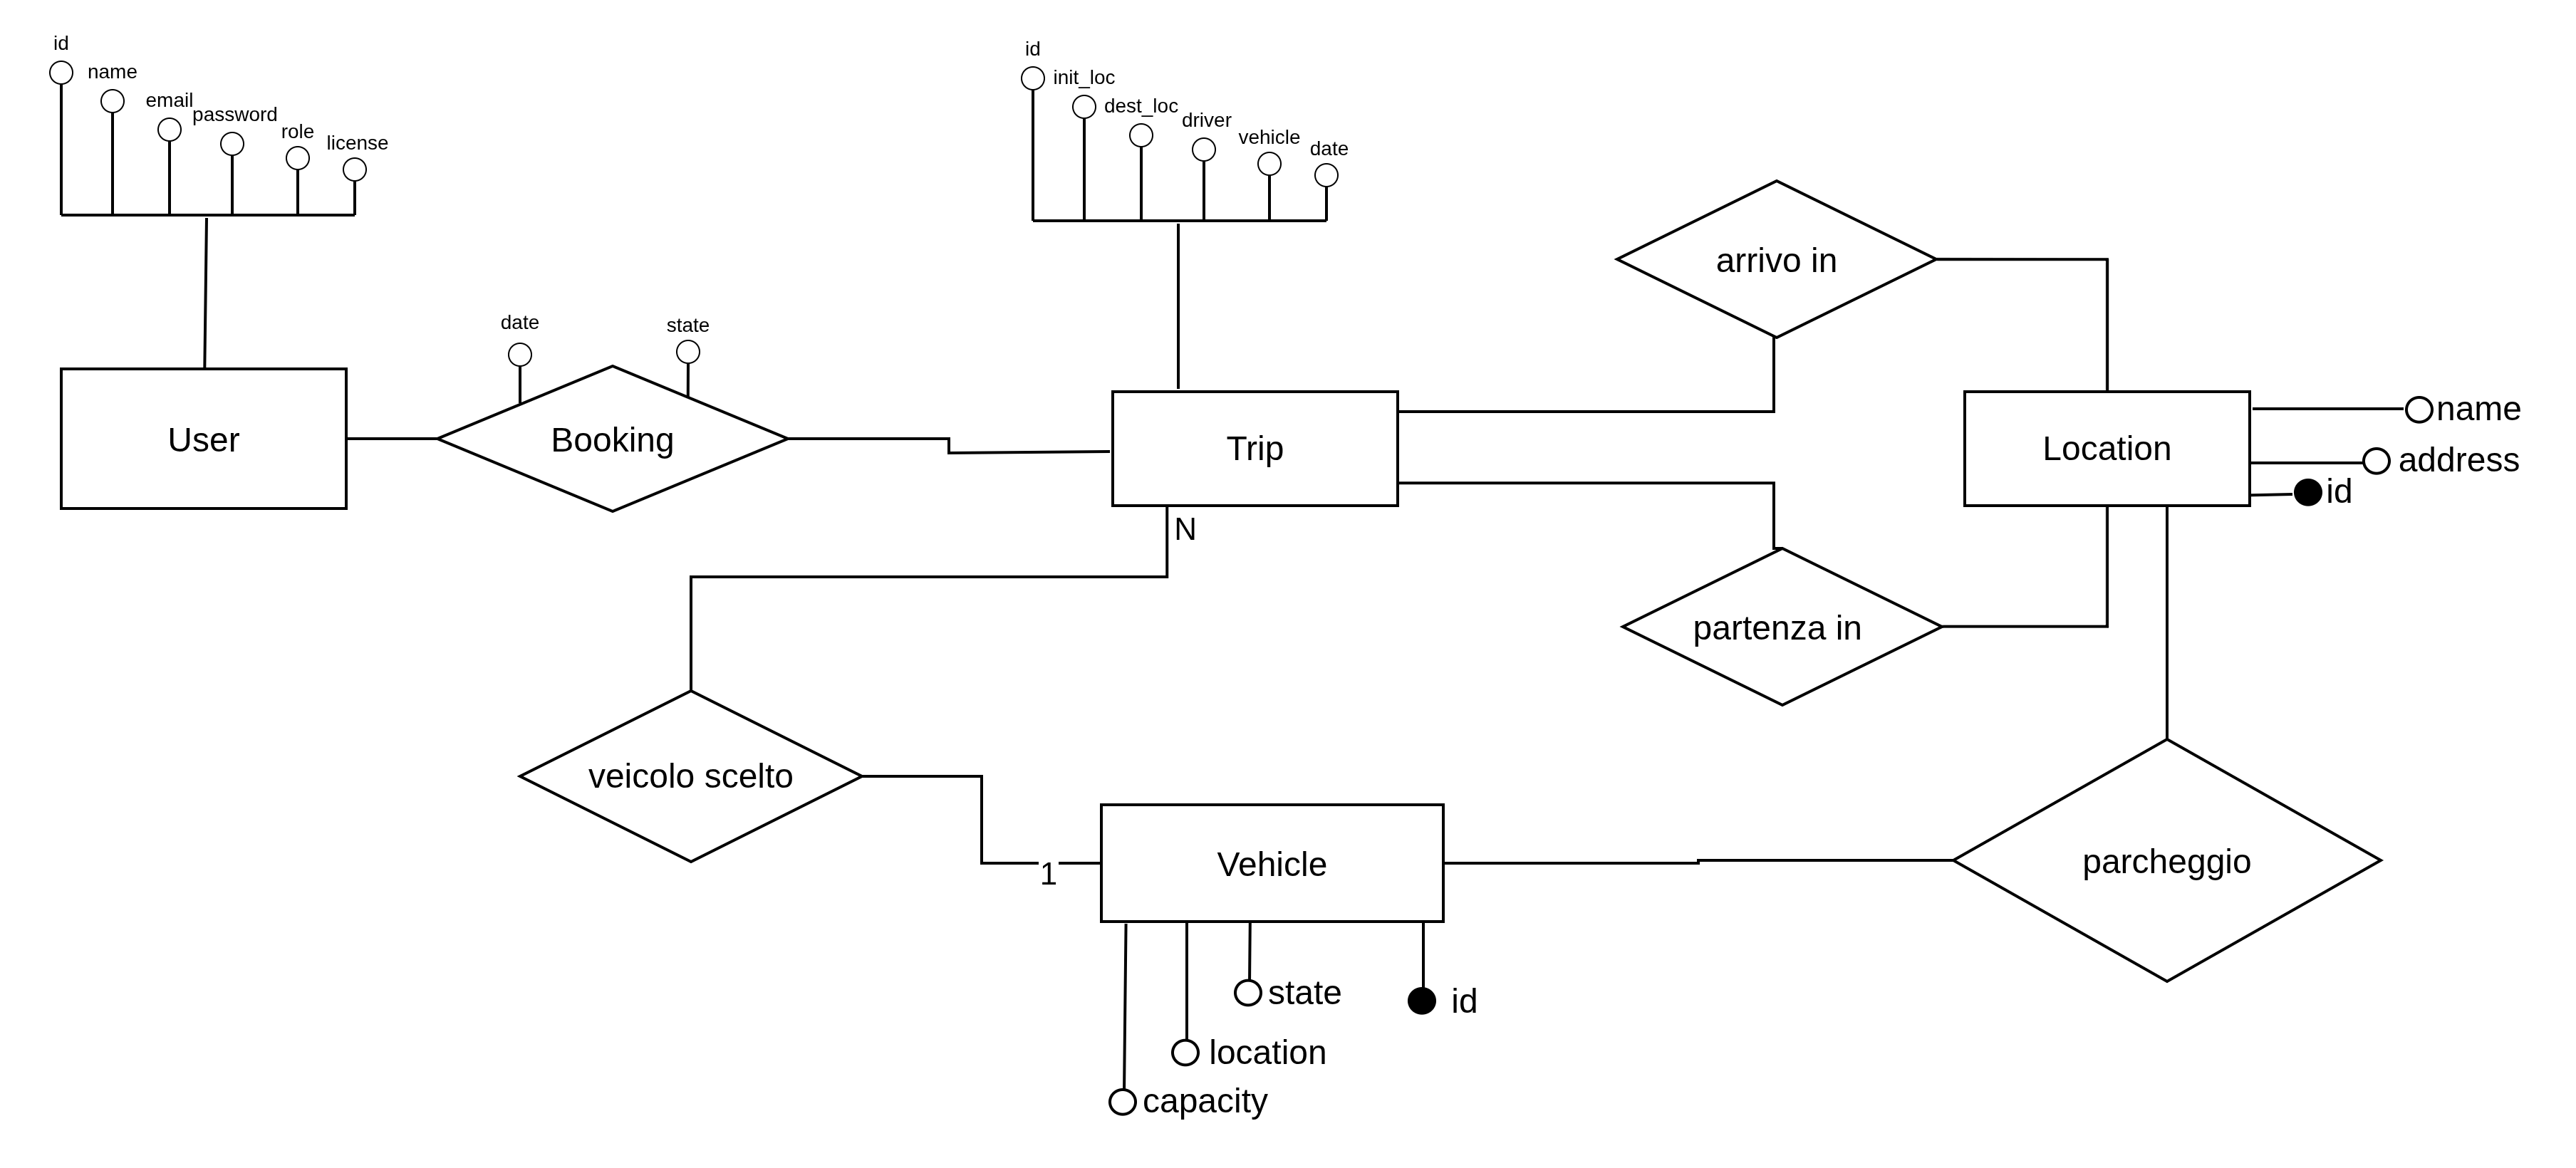 id
name
email
password
role
license
id
init_loc
dest_loc
driver
vehicle
date
arrivo in
date
state
User
Booking
Trip
Location
name
address
id
N
partenza in
veicolo scelto
1
Vehicle
parcheggio
state
id
location
capacity